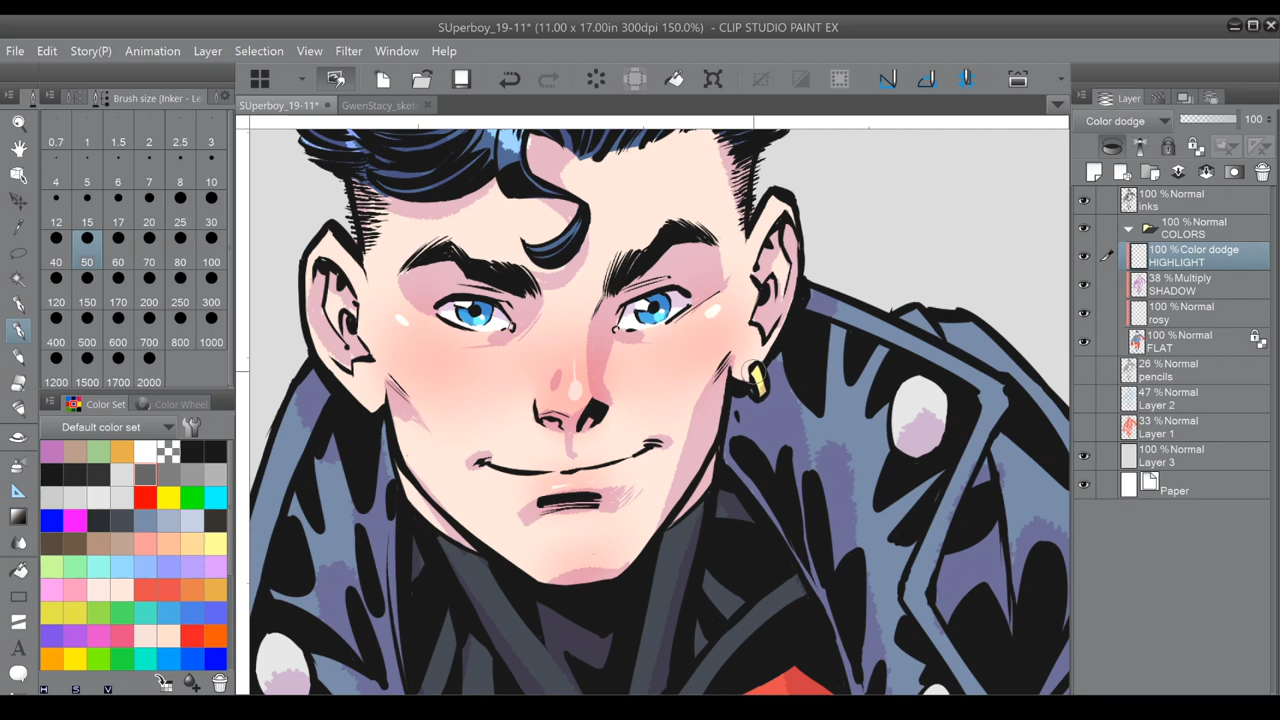 SUperboy_19-11* (11.00 x 17.00in 300dpi 150.0%) - CLIP STUDIO PAINT EX
File Edit Story(P) Animation Layer Selection View Filter Window Help
Brush size [Inker - Le
SUperboy_19-11* GwenStacy_sket
Layer
Color dodge 100
0.7 1 1.5 2 2.5 3
4 5 6 7 8 10
12 15 17 20 25 30
40 50 60 70 80 100
120 150 170 200 250 300
400 500 600 700 800 1000
1200 1500 1700 2000
Color Set Color Wheel
Default color set
H S V
100 %Normal
inks
100 %Normal
COLORS
100 %Color dodge
HIGHLIGHT
38 %Multiply
SHADOW
100 %Normal
rosy
100 %Normal
FLAT
26 %Normal
pencils
47 %Normal
Layer 2
33 %Normal
Layer 1
100 %Normal
Layer 3
Paper
A